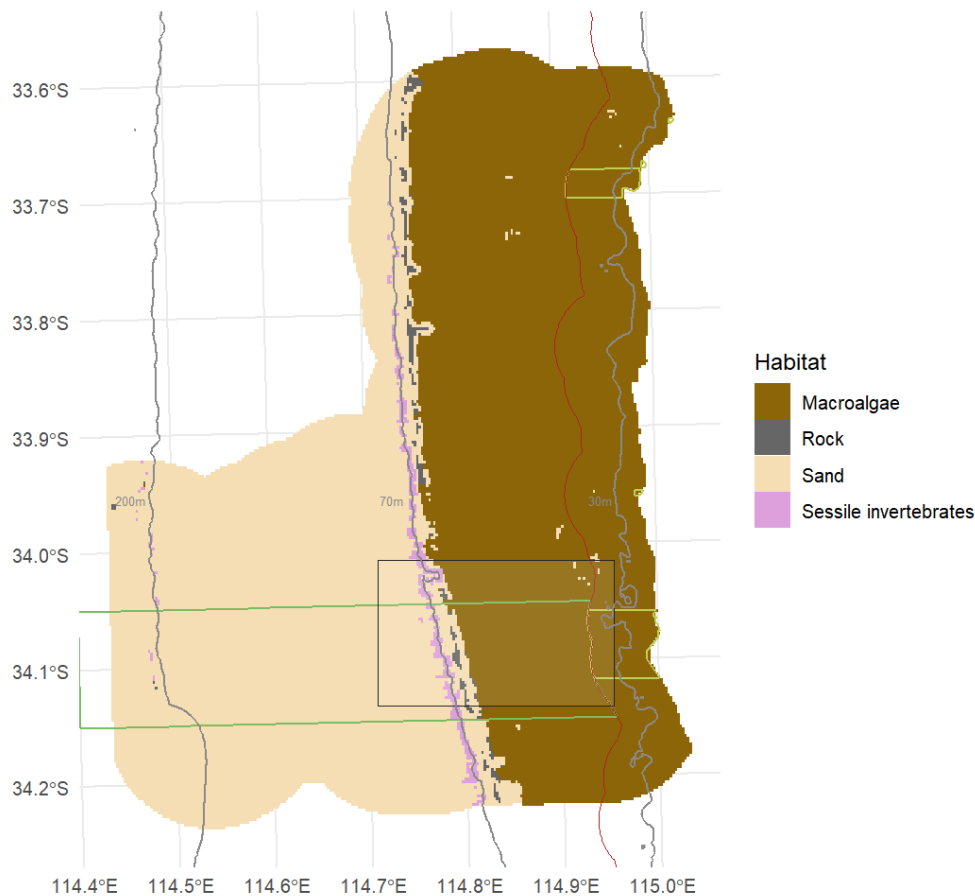 33.6°S
33.7°S
33.8°S
33.9°S
34.0°S
34.1°S
34.2°S
200m
70m
30m
114.4°E
114.5°E
114.6°E
114.7°E
114.8°E
114.9°E
115.0°E
Habitat
Macroalgae
Rock
Sand
Sessile invertebrates